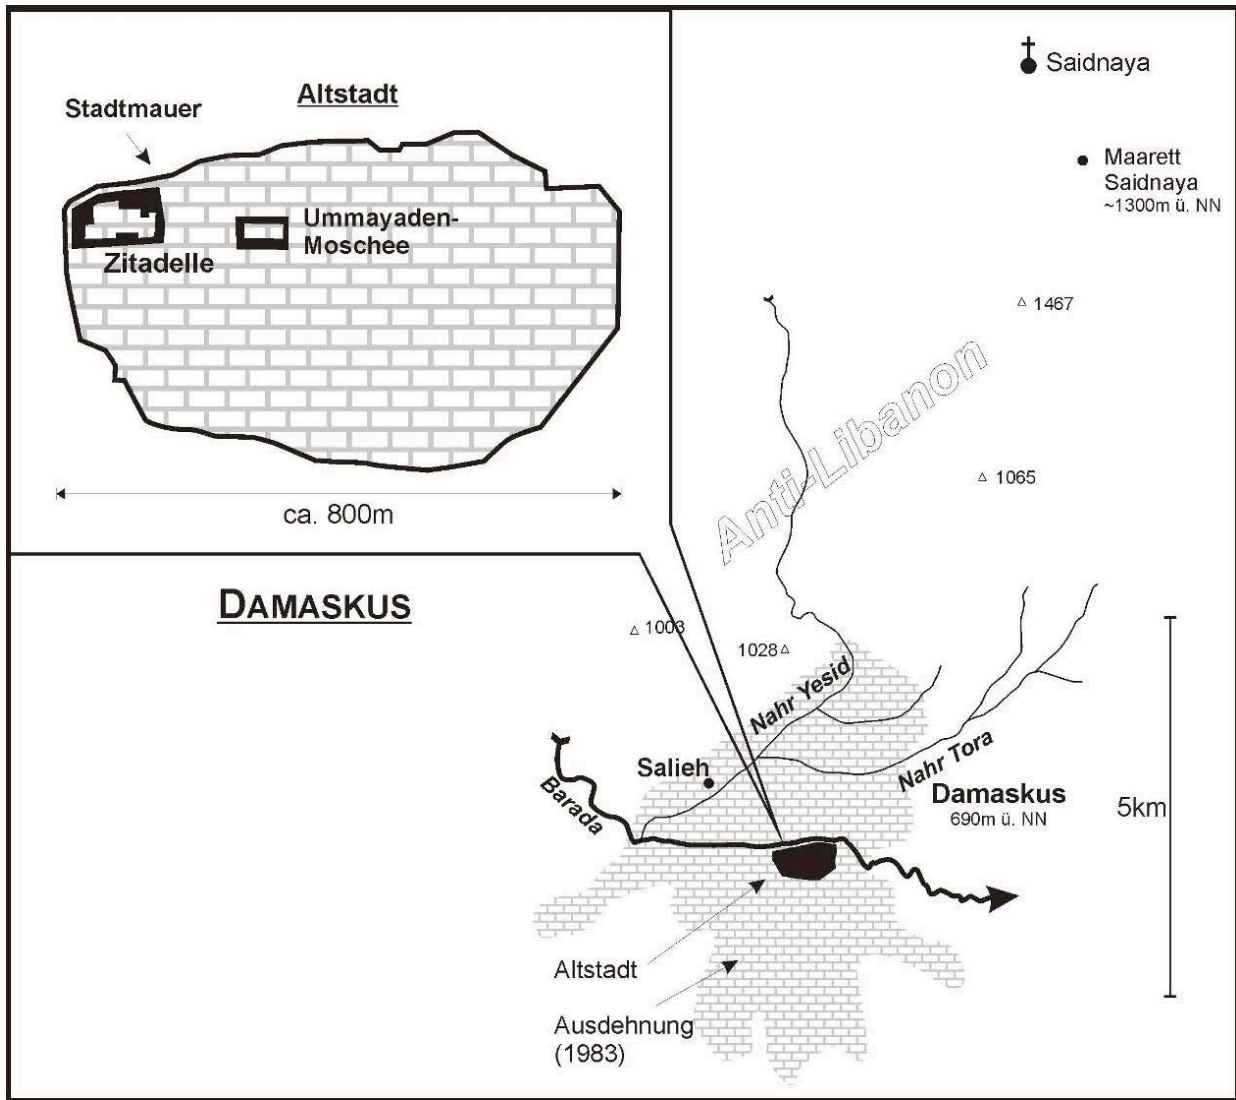 Altstadt
Stadtmauer
Ummayaden-
Moschee
Zitadelle
ca. 800m
DAMASKUS
Saidnaya
Maarett
Saidnaya
~1300m ü. NN
1467
Anti-Libanon
1065
1003
1028
Nahr Yesid
Nahr Tora
Salieh
Barada
Damaskus
690m ü. NN
5km
Altstadt
Ausdehnung
(1983)